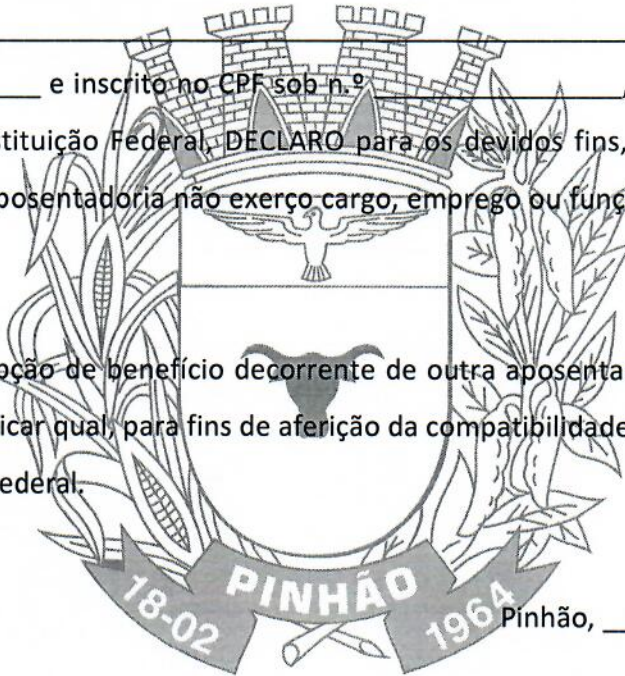 ____ e inscrito no CPF sob n.º ______________,
stituição Federal, DECLARO para os devidos fins,
posentadoria não exerço cargo, emprego ou funç
pção de benefício decorrente de outra aposenta
icar qual, para fins de aferição da compatibilidade
ederal.
PINHÃO
18-02
1964
Pinhão, __